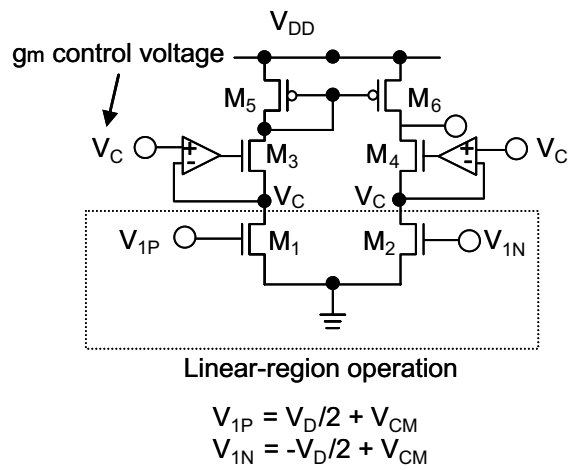 V_DD
gm control voltage
M_5
M_6
V_C
+
-
M_3
M_4
+
-
V_C
V_C
V_C
V_1P
M_1
M_2
V_1N
Linear-region operation
V_1P = V_D/2 + V_CM
V_1N = -V_D/2 + V_CM